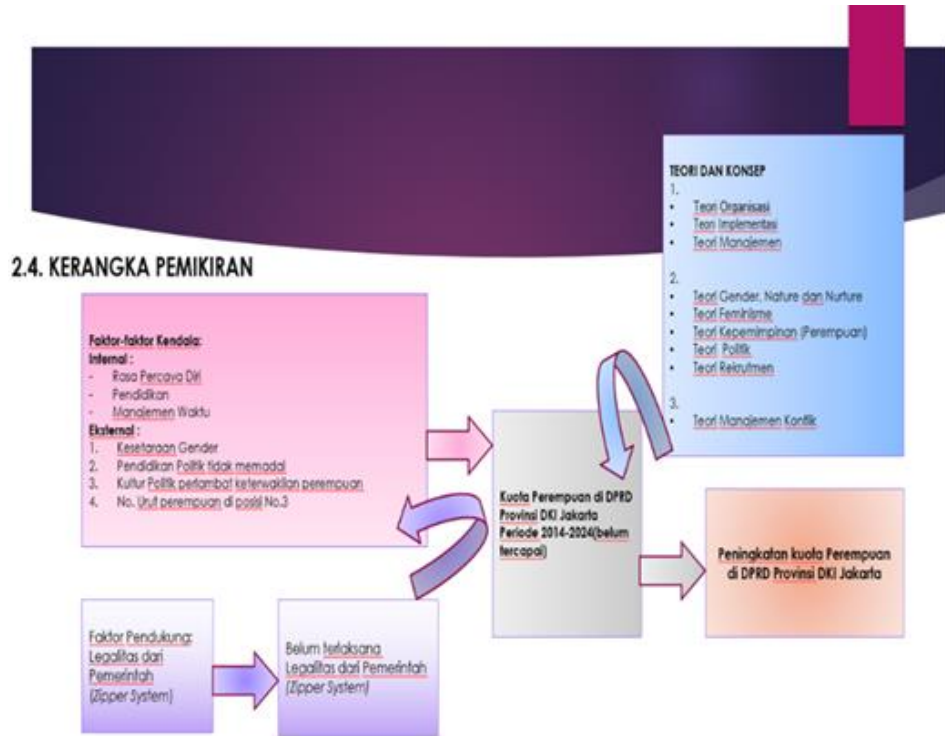 2.4. KERANGKA PEMIKIRAN
TEORI DAN KONSEP
1.
• Teori Organisasi
• Teori Implementasi
• Teori Manajemen
2.
• Teori Gender, Nature dan Nurture
• Teori Feminisme
• Teori Kepemimpinan (Perempuan)
• Teori Politik
• Teori Rekrutmen
3.
• Teori Manajemen Konflik
Faktor-faktor Kendala:
Internal :
- Rasa Percaya Diri
- Pendidikan
- Manajemen Waktu
Eksternal :
1. Kesetaraan Gender
2. Pendidikan Politik tidak memadai
3. Kultur Politik perlambat keterwakilan perempuan
4. No. Urut perempuan di posisi No.3
Kuota Perempuan di DPRD
Provinsi DKI Jakarta
Periode 2014-2024(belum
tercapai)
Peningkatan kuota Perempuan
di DPRD Provinsi DKI Jakarta
Faktor Pendukung:
Legalitas dari
Pemerintah
(Zipper System)
Belum terlaksana
Legalitas dari Pemerintah
(Zipper System)